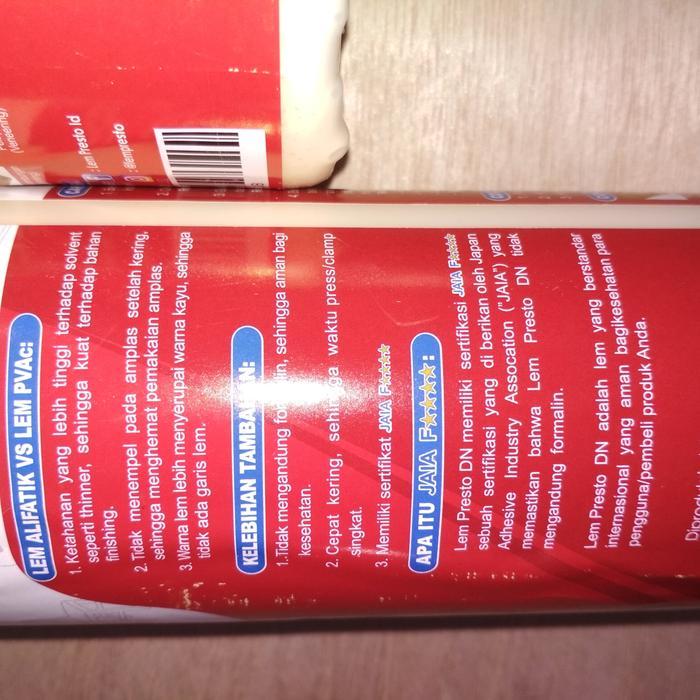 (Veneering)
: Lem Presto Id
: @lempresto
LEM ALIFATIK VS LEM PVAc:
1. Ketahanan yang lebih tinggi terhadap solvent
seperti thinner, sehingga kuat terhadap bahan
finishing.
2. Tidak menempel pada amplas setelah kering,
sehingga menghemat pemakaian amplas.
3. Warna lem lebih menyerupai warna kayu, sehingga
tidak ada garis lem.
KELEBIHAN TAMBAHAN:
1.Tidak mengandung formalin, sehingga aman bagi
kesehatan.
2. Cepat kering, sehingga waktu press/clamp
singkat.
3. Memiliki sertifikat JAIA F☆☆☆☆
APA ITU JAIA F☆☆☆☆:
Lem Presto DN memiliki sertifikasi JAIA F☆☆☆☆
sebuah sertifikasi yang di berikan oleh Japan
Adhesive Industry Assocation ("JAIA") yang
memastikan bahwa Lem Presto DN tidak
mengandung formalin.
Lem Presto DN adalah lem yang berstandar
internasional yang aman bagikesehatan para
pengguna/pembeli produk Anda.